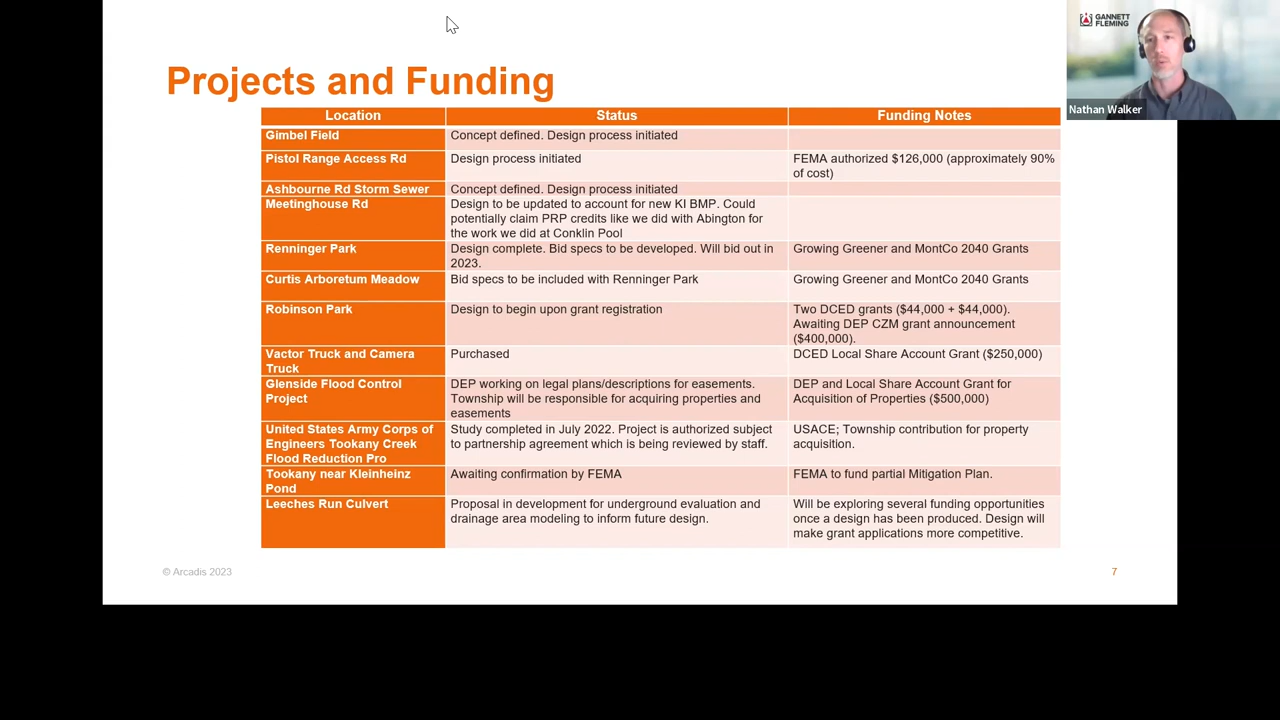 GANNETT
FLEMING
Nathan Walker
Projects and Funding
Location Status Funding Notes
Gimbel Field Concept defined. Design process initiated
Pistol Range Access Rd Design process initiated FEMA authorized $126,000 (approximately 90%
of cost)
Ashbourne Rd Storm Sewer Concept defined. Design process initiated
Meetinghouse Rd Design to be updated to account for new KI BMP. Could
potentially claim PRP credits like we did with Abington for
the work we did at Conklin Pool
Renninger Park Design complete. Bid specs to be developed. Will bid out in Growing Greener and MontCo 2040 Grants
2023.
Curtis Arboretum Meadow Bid specs to be included with Renninger Park Growing Greener and MontCo 2040 Grants
Robinson Park Design to begin upon grant registration Two DCED grants ($44,000 + $44,000).
Awaiting DEP CZM grant announcement
($400,000).
Vactor Truck and Camera Purchased DCED Local Share Account Grant ($250,000)
Truck
Glenside Flood Control DEP working on legal plans/descriptions for easements. DEP and Local Share Account Grant for
Project Township will be responsible for acquiring properties and Acquisition of Properties ($500,000)
easements
United States Army Corps of Study completed in July 2022. Project is authorized subject USACE; Township contribution for property
Engineers Tookany Creek to partnership agreement which is being reviewed by staff. acquisition.
Flood Reduction Pro
Tookany near Kleinheinz Awaiting confirmation by FEMA FEMA to fund partial Mitigation Plan.
Pond
Leeches Run Culvert Proposal in development for underground evaluation and Will be exploring several funding opportunities
drainage area modeling to inform future design. once a design has been produced. Design will
make grant applications more competitive.
© Arcadis 2023 7